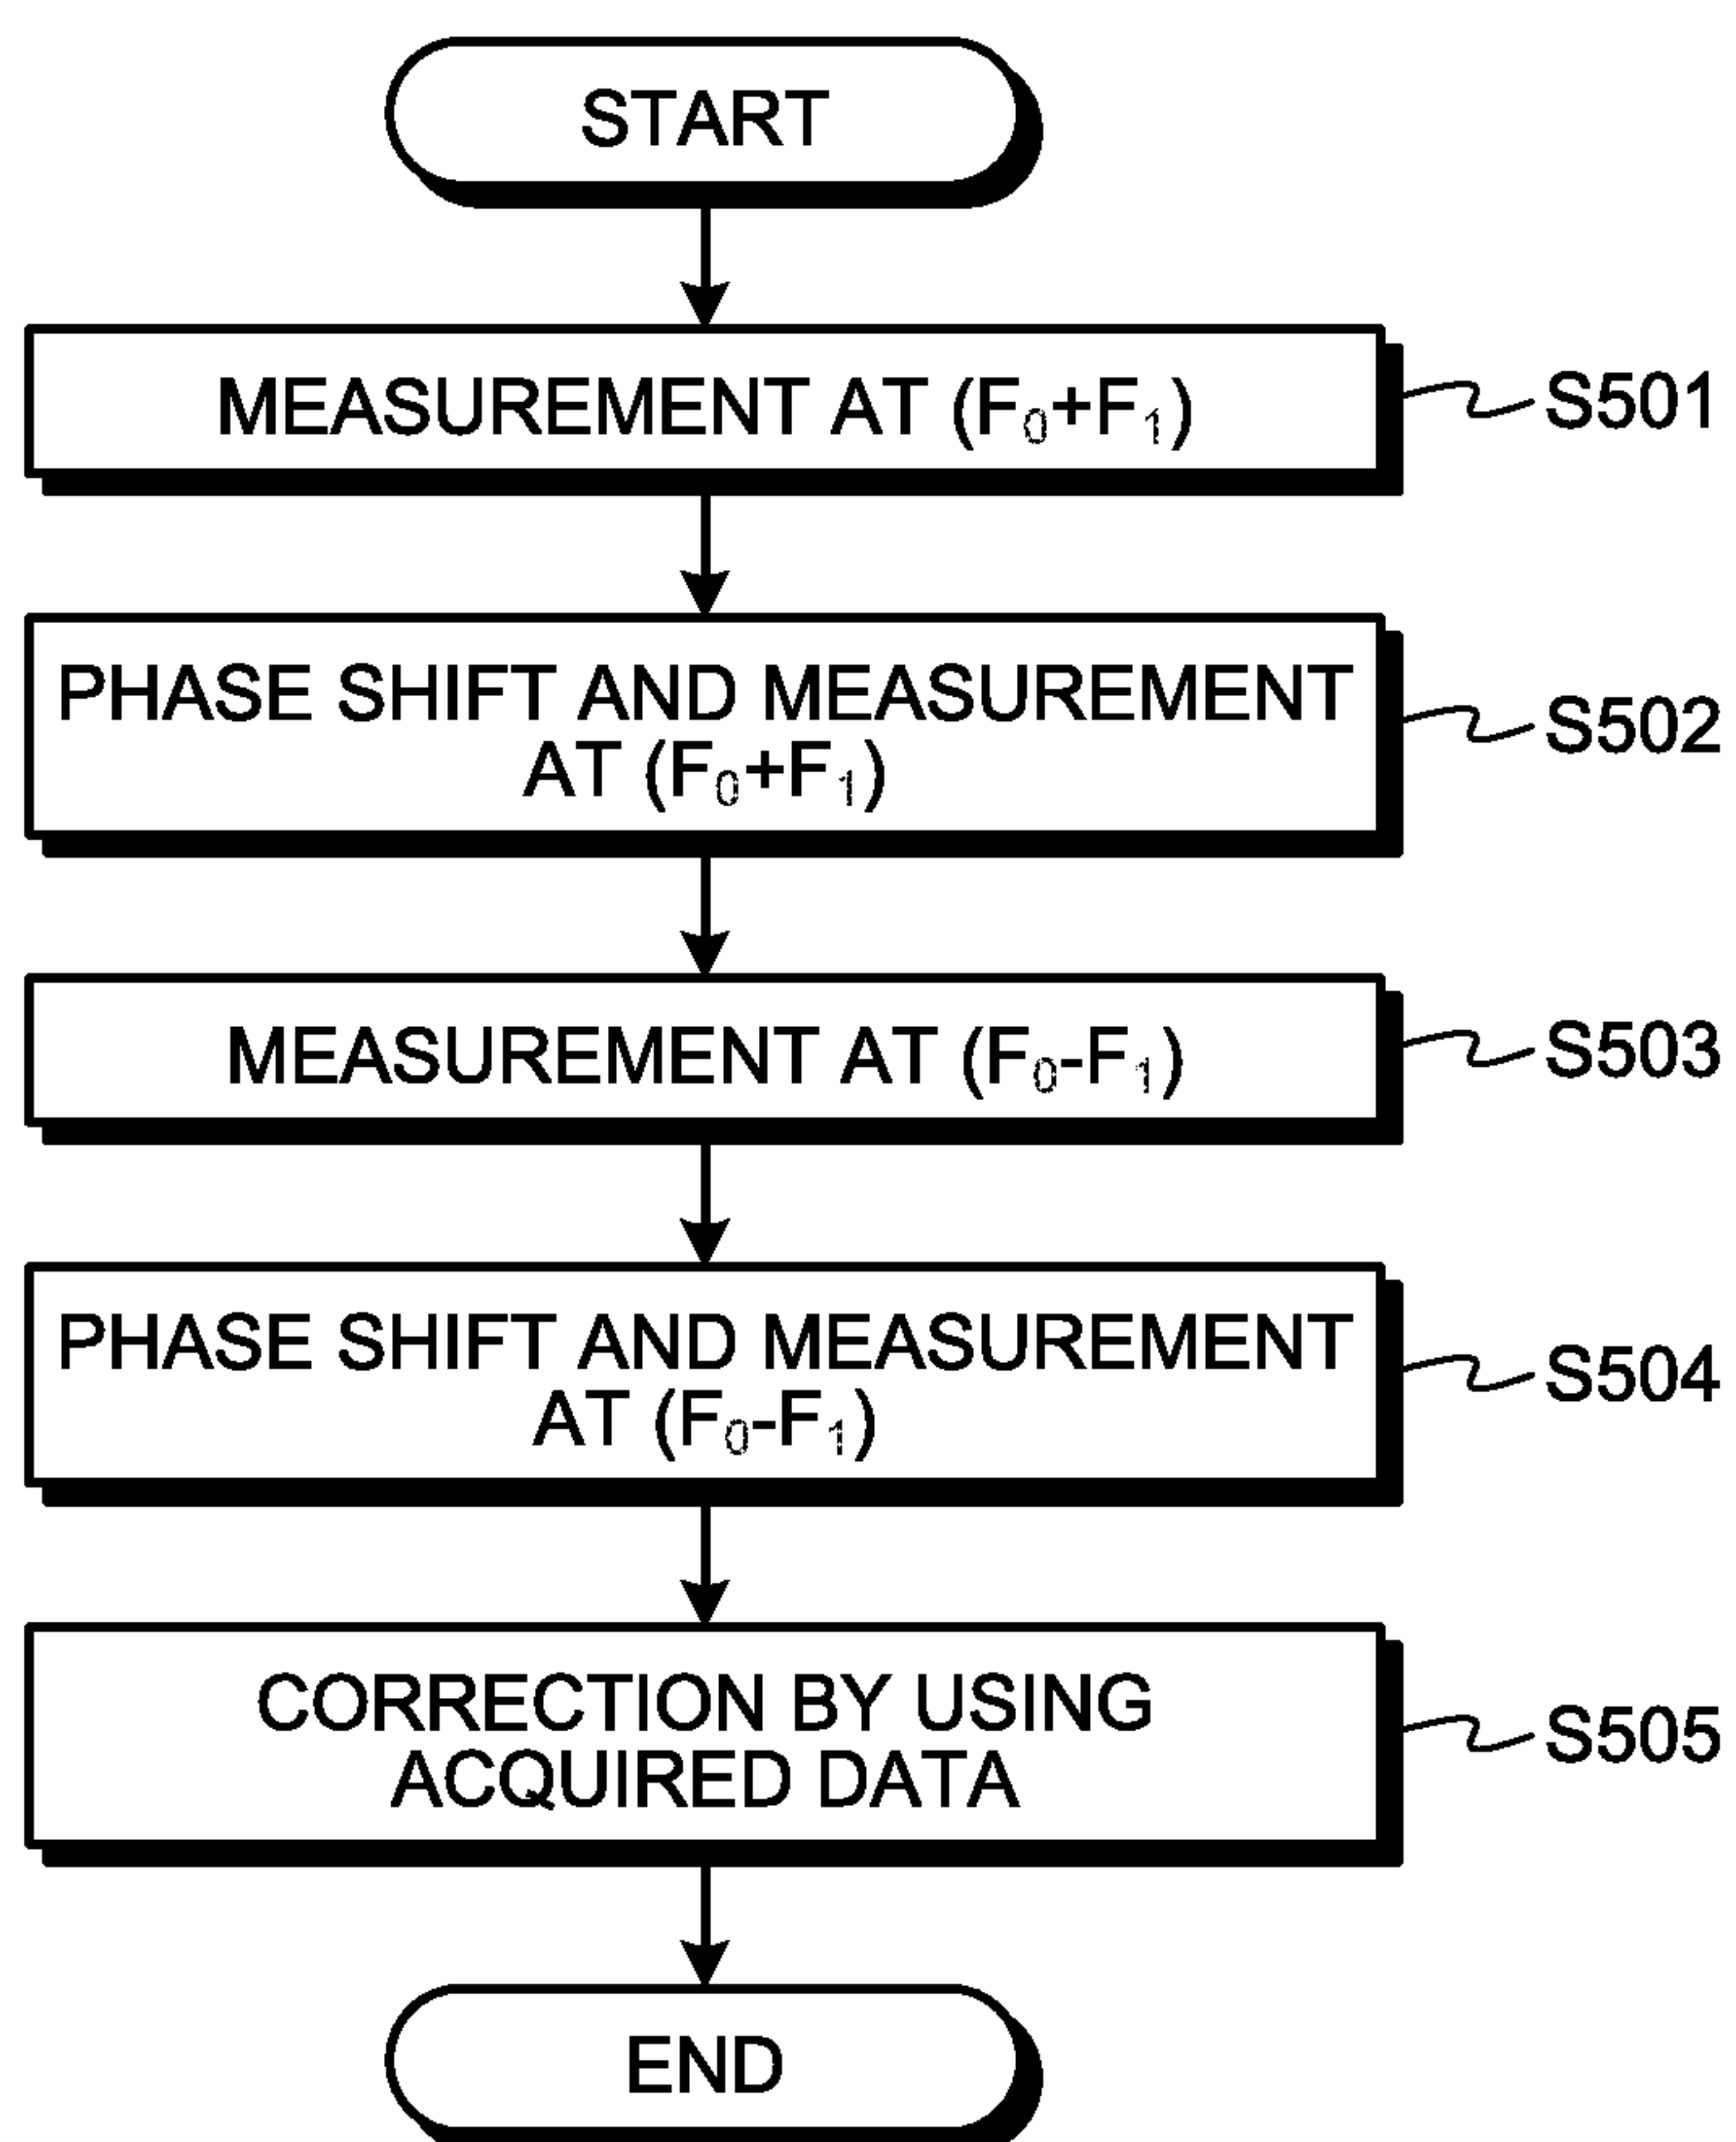 START
MEASUREMENT AT (F₀+F₁)
S501
PHASE SHIFT AND MEASUREMENT
AT (F₀+F₁)
S502
MEASUREMENT AT (F₀-F₁)
S503
PHASE SHIFT AND MEASUREMENT
AT (F₀-F₁)
S504
CORRECTION BY USING
ACQUIRED DATA
S505
END